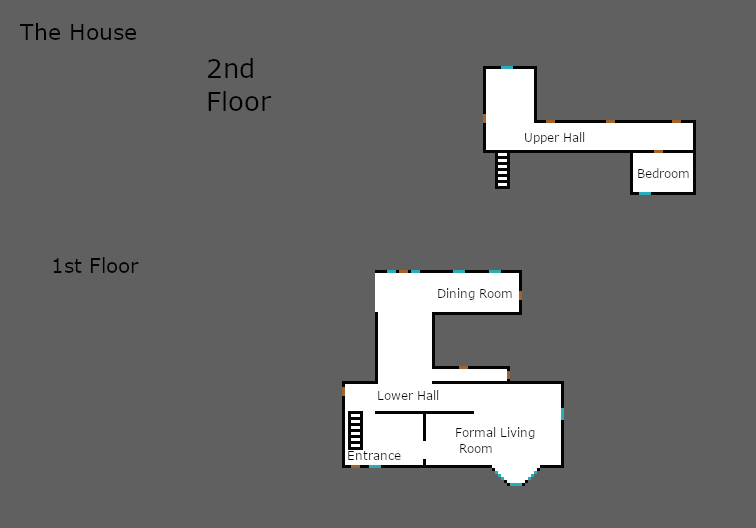 The House
2nd
Floor
Upper Hall
Bedroom
1st Floor
Dining Room
Lower Hall
Formal Living
Room
Entrance